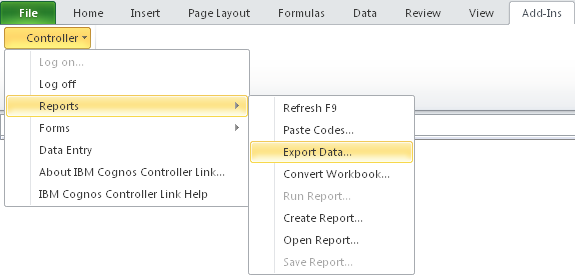 File Home Insert Page Layout Formulas Data Review View Add-Ins
Controller
Log on...
Log off
Reports
Forms
Data Entry
About IBM Cognos Controller Link...
IBM Cognos Controller Link Help
Refresh F9
Paste Codes...
Export Data...
Convert Workbook...
Run Report...
Create Report...
Open Report...
Save Report...